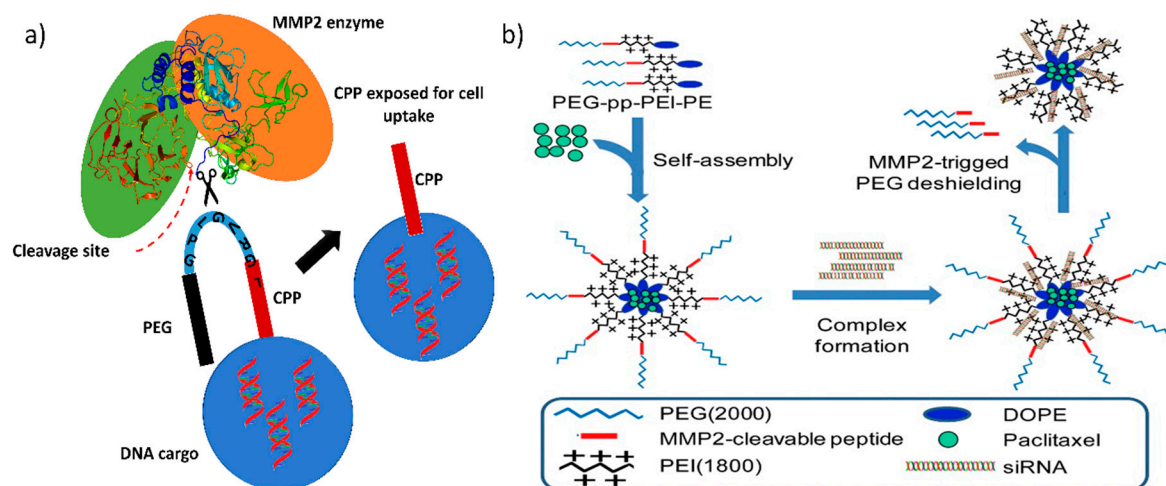 a)
MMP2 enzyme
CPP exposed for cell
uptake
CPP
Cleavage site
CPP
PEG
DNA cargo
b)
PEG-pp-PEI-PE
Self-assembly
MMP2-trigged
PEG deshielding
Complex
formation
PEG(2000)
MMP2-cleavable peptide
PEI(1800)
DOPE
Paclitaxel
siRNA